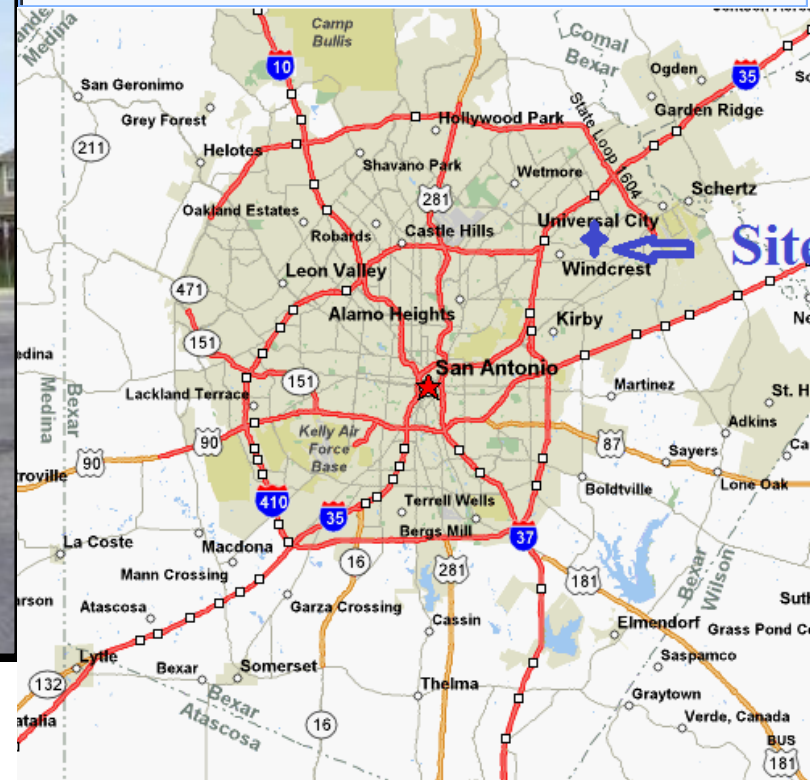 Camp
Bullis
Medina
Comal
Bexar
10
Ogden
35
San Geronimo
Grey Forest
Garden Ridge
Hollywood Park
State Loop 1604
211
Helotes
Shavano Park
Wetmore
Schertz
281
Oakland Estates
Universal City
Robards
Castle Hills
Site
Leon Valley
Windcrest
471
Alamo Heights
Kirby
151
San Antonio
Medina
Bexar
151
Lackland Terrace
Martinez
St. H
Adkins
Kelly Air
Force
Base
90
90
87
Sayers
Lone Oak
Boldtville
410
35
Terrell Wells
Bergs Mill
37
La Coste
Macdona
16
281
Mann Crossing
181
Bexar
Wilson
Atascosa
Garza Crossing
Cassin
Elmendorf
Grass Pond Co
Lytle
Saspamco
132
Bexar
Somerset
Thelma
Graytown
Bexar
Atascosa
16
Verde, Canada
BUS
181